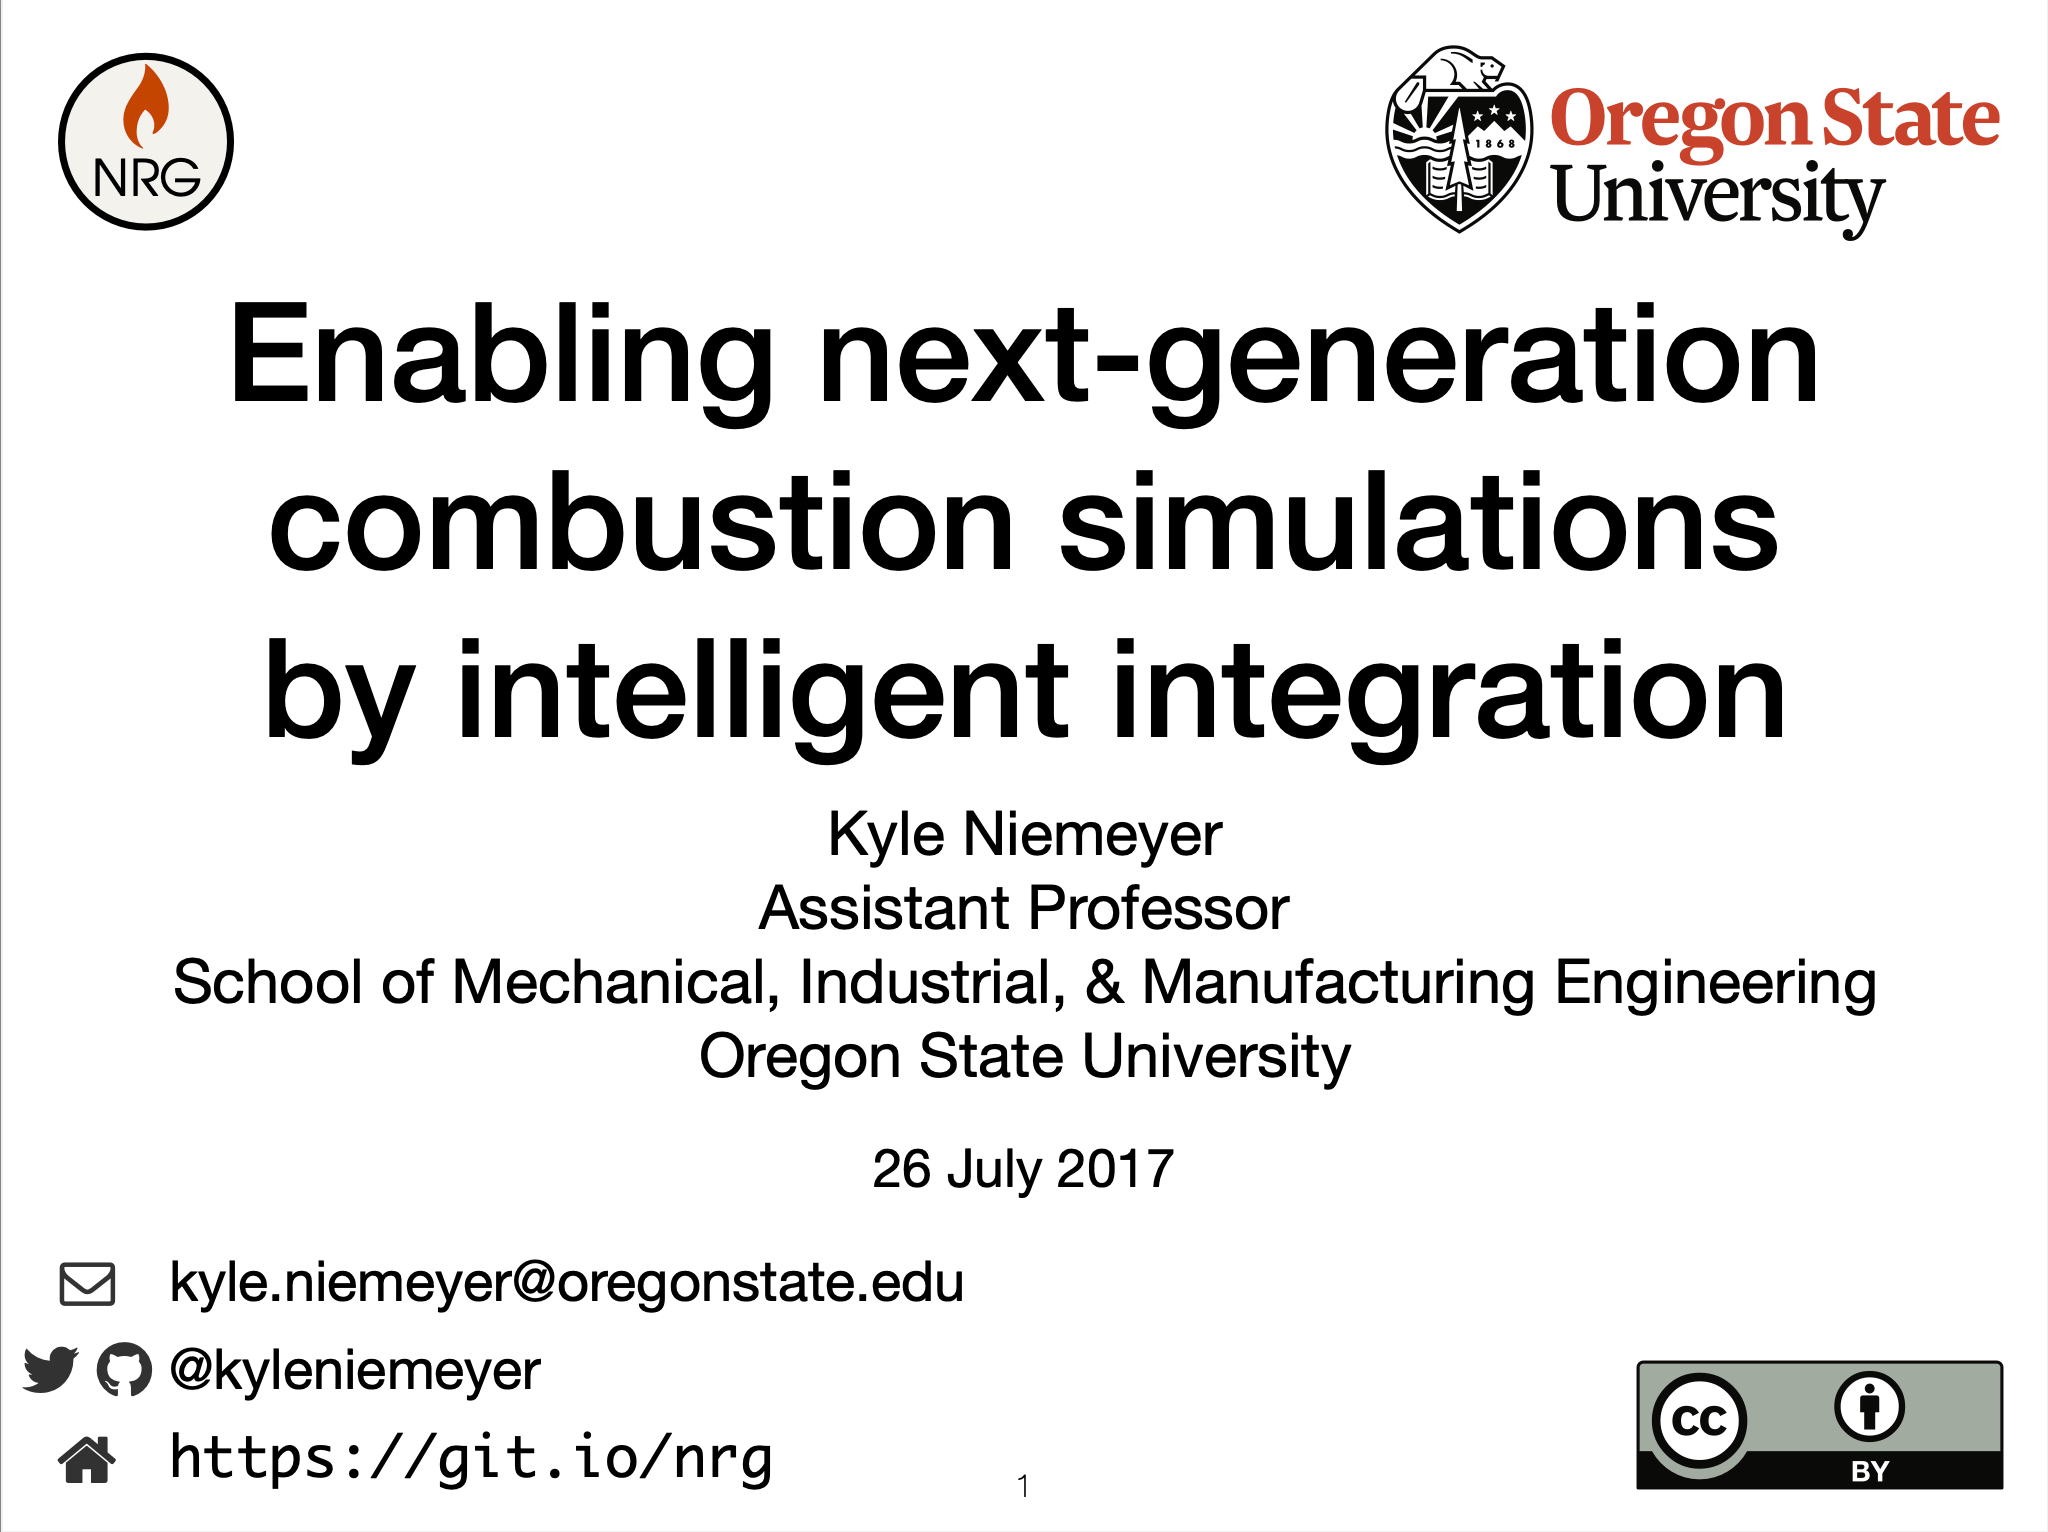 NRG
1868
Oregon State
University
Enabling next-generation
combustion simulations
by intelligent integration
Kyle Niemeyer
Assistant Professor
School of Mechanical, Industrial, & Manufacturing Engineering
Oregon State University
26 July 2017
kyle.niemeyer@oregonstate.edu
@kyleniemeyer
https://git.io/nrg
1
cc
BY